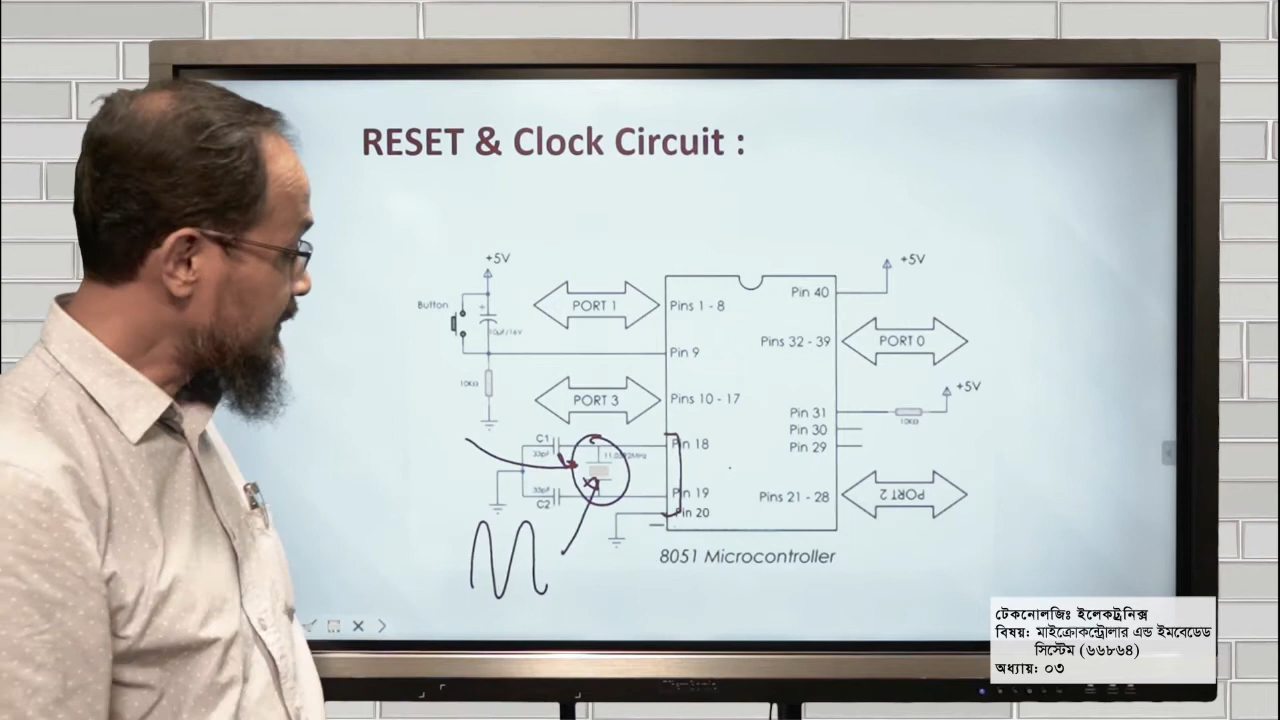 RESET & Clock Circuit :
+5V
+5V
Button
+
10µF/16V
PORT 1
Pins 1 - 8
Pin 40
Pins 32 - 39
PORT 0
Pin 9
10KΩ
PORT 3
Pins 10 - 17
+5V
Pin 31
10KΩ
Pin 30
Pin 29
C1
33pF
Pin 18
33pF
C2
Pin 19
Pin 20
Pins 21 - 28
PORT 2
8051 Microcontroller
টেকনোলজিঃ ইলেকট্রনিক্স
বিষয়: মাইক্রোকন্ট্রোলার এন্ড ইমবেডেড
সিস্টেম (৬৬৮৬৪)
অধ্যায়: ০৩